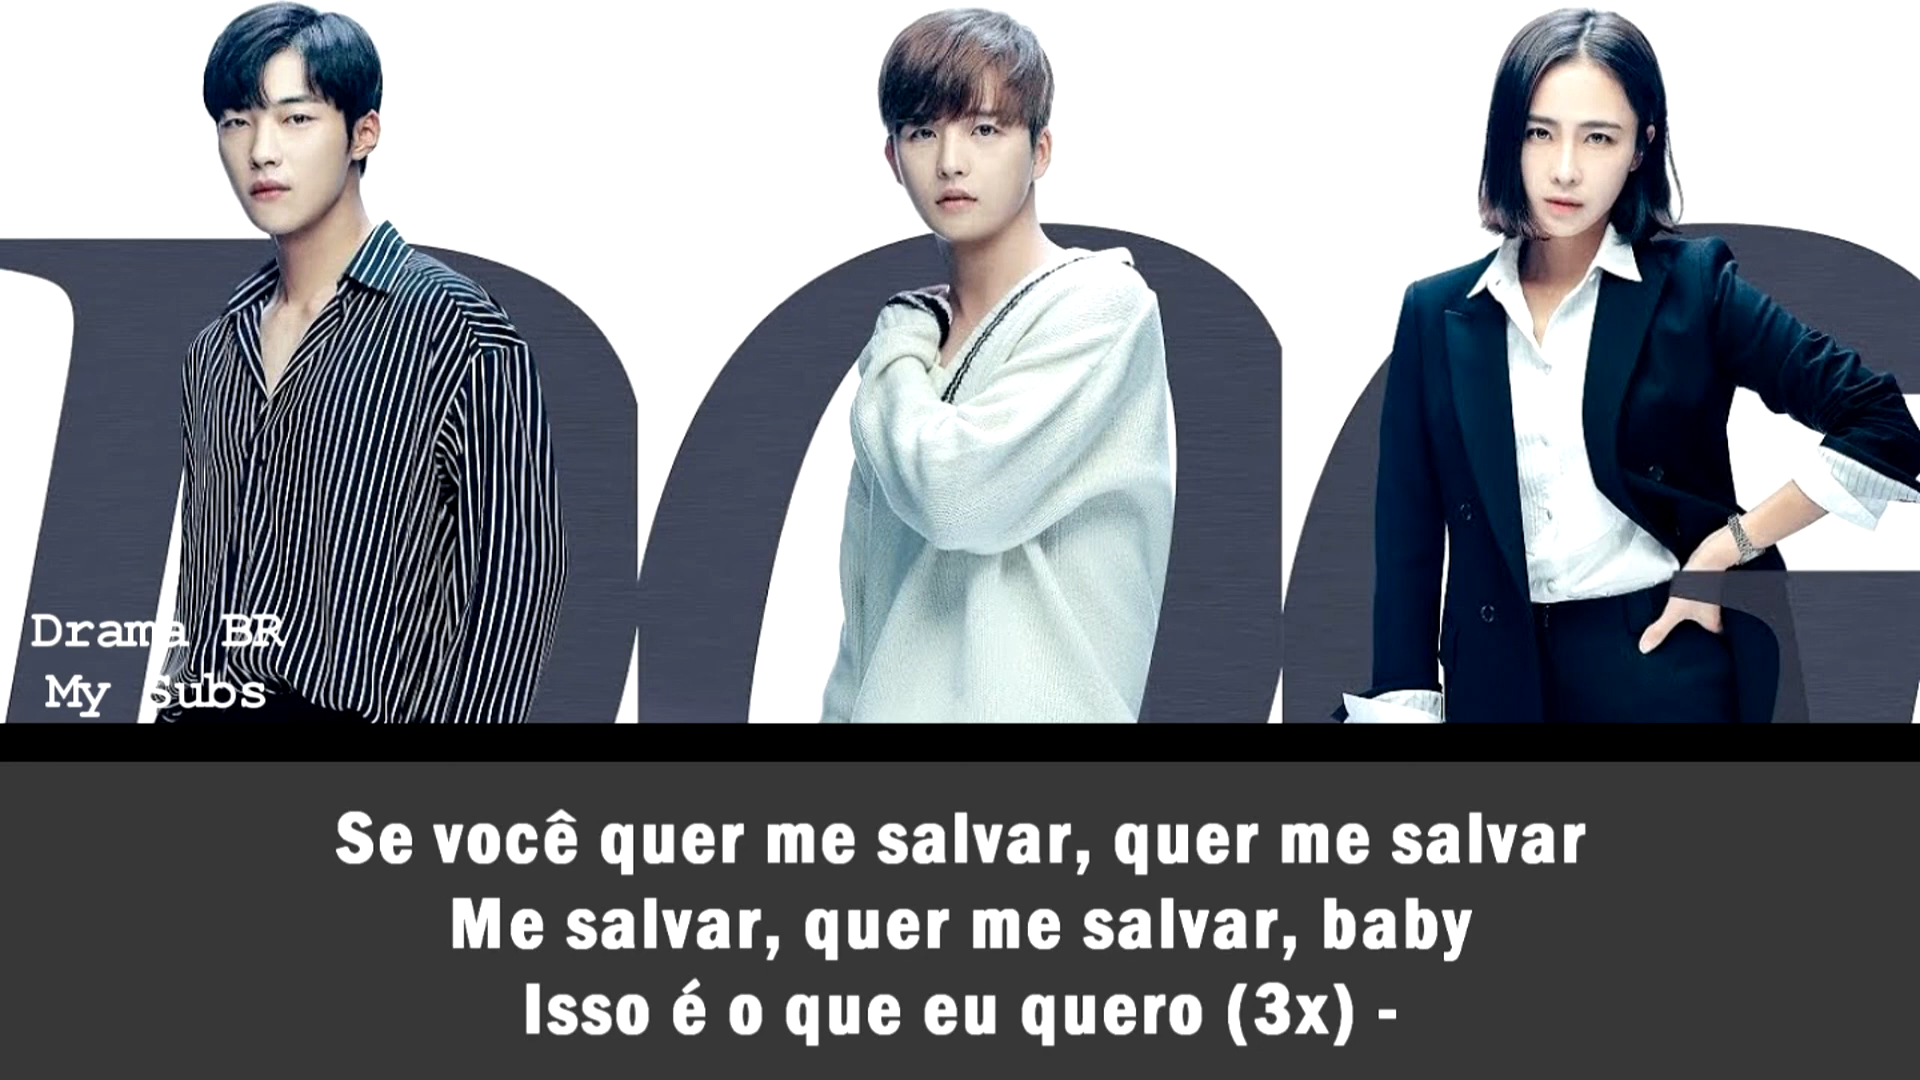 Drama BR
My Subs
Se você quer me salvar, quer me salvar
Me salvar, quer me salvar, baby
Isso é o que eu quero (3x) -